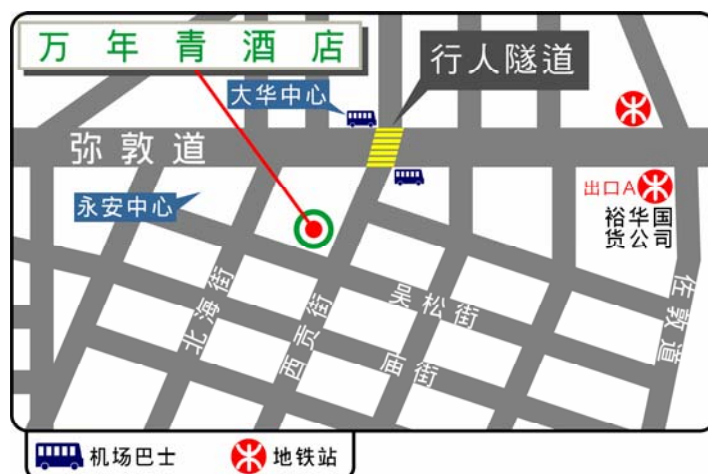 万年青酒店
行人隧道
大华中心
弥敦道
出口A
永安中心
裕华国
货公司
吴松街
北海街
西贡街
庙街
佐敦道
机场巴士
地铁站